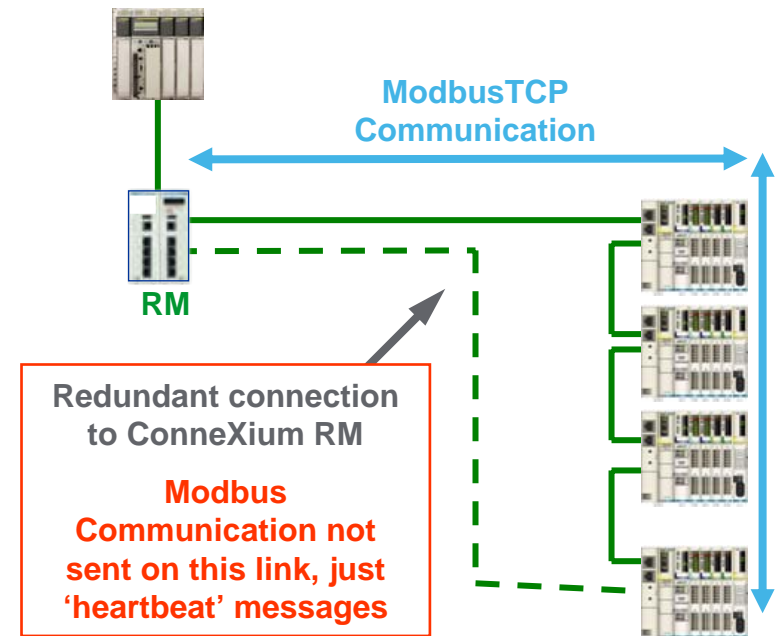 ModbusTCP
Communication
RM
Redundant connection
to ConneXium RM
Modbus
Communication not
sent on this link, just
‘heartbeat’ messages